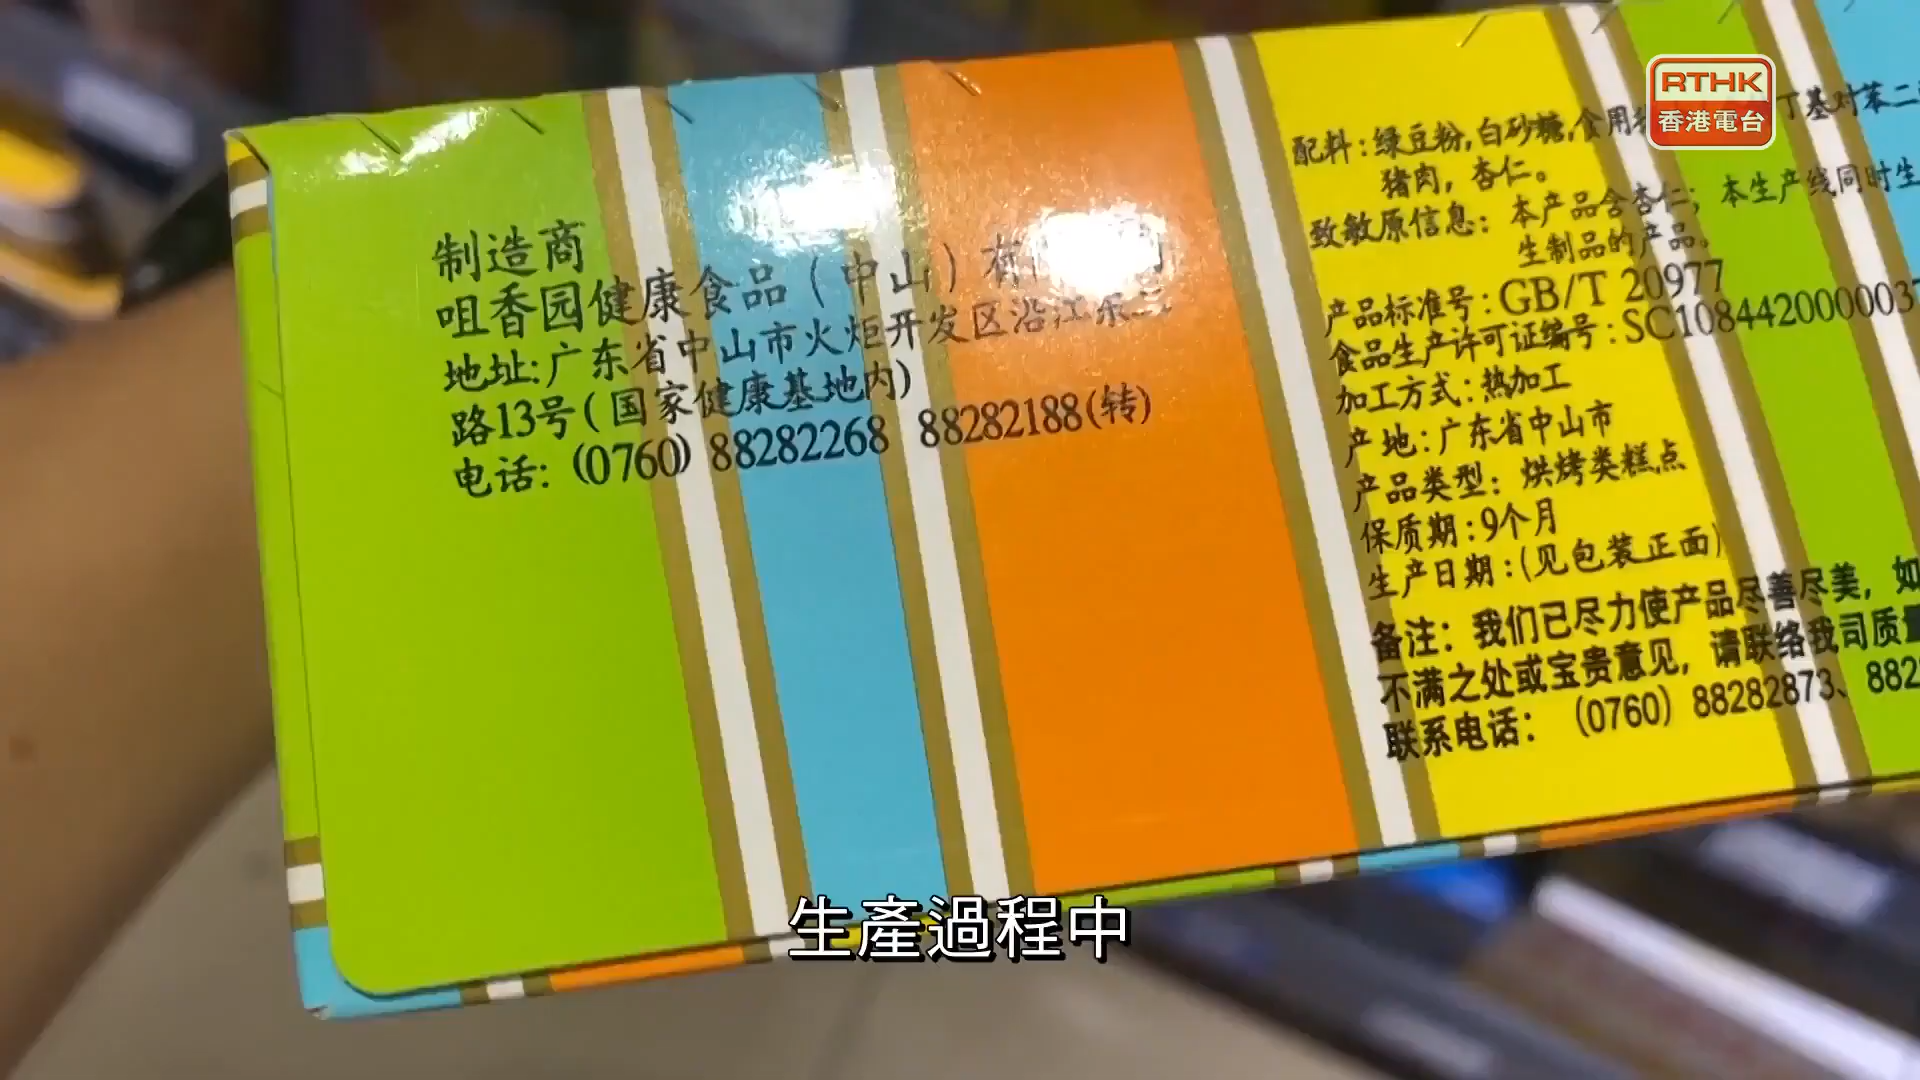 RTHK
香港電台
制造商
咀香园健康食品（中山）有
地址:广东省中山市火炬开发区沿江东二
路13号(国家健康基地内)
电话: (0760) 88282268 88282188(转)
配料:绿豆粉,白砂糖,食用 丁基对苯二
猪肉，杏仁。
致敏原信息：本产品含杏仁；本生产线同时生
生制品的产品。
产品标准号:GB/T 20977
食品生产许可证编号:SC1084420000037
加工方式:热加工
产地:广东省中山市
产品类型：烘烤类糕点
保质期:9个月
生产日期:(见包装正面)
备注：我们已尽力使产品尽善尽美，如
不满之处或宝贵意见，请联络我司质量
联系电话：(0760) 88282873、882
生產過程中